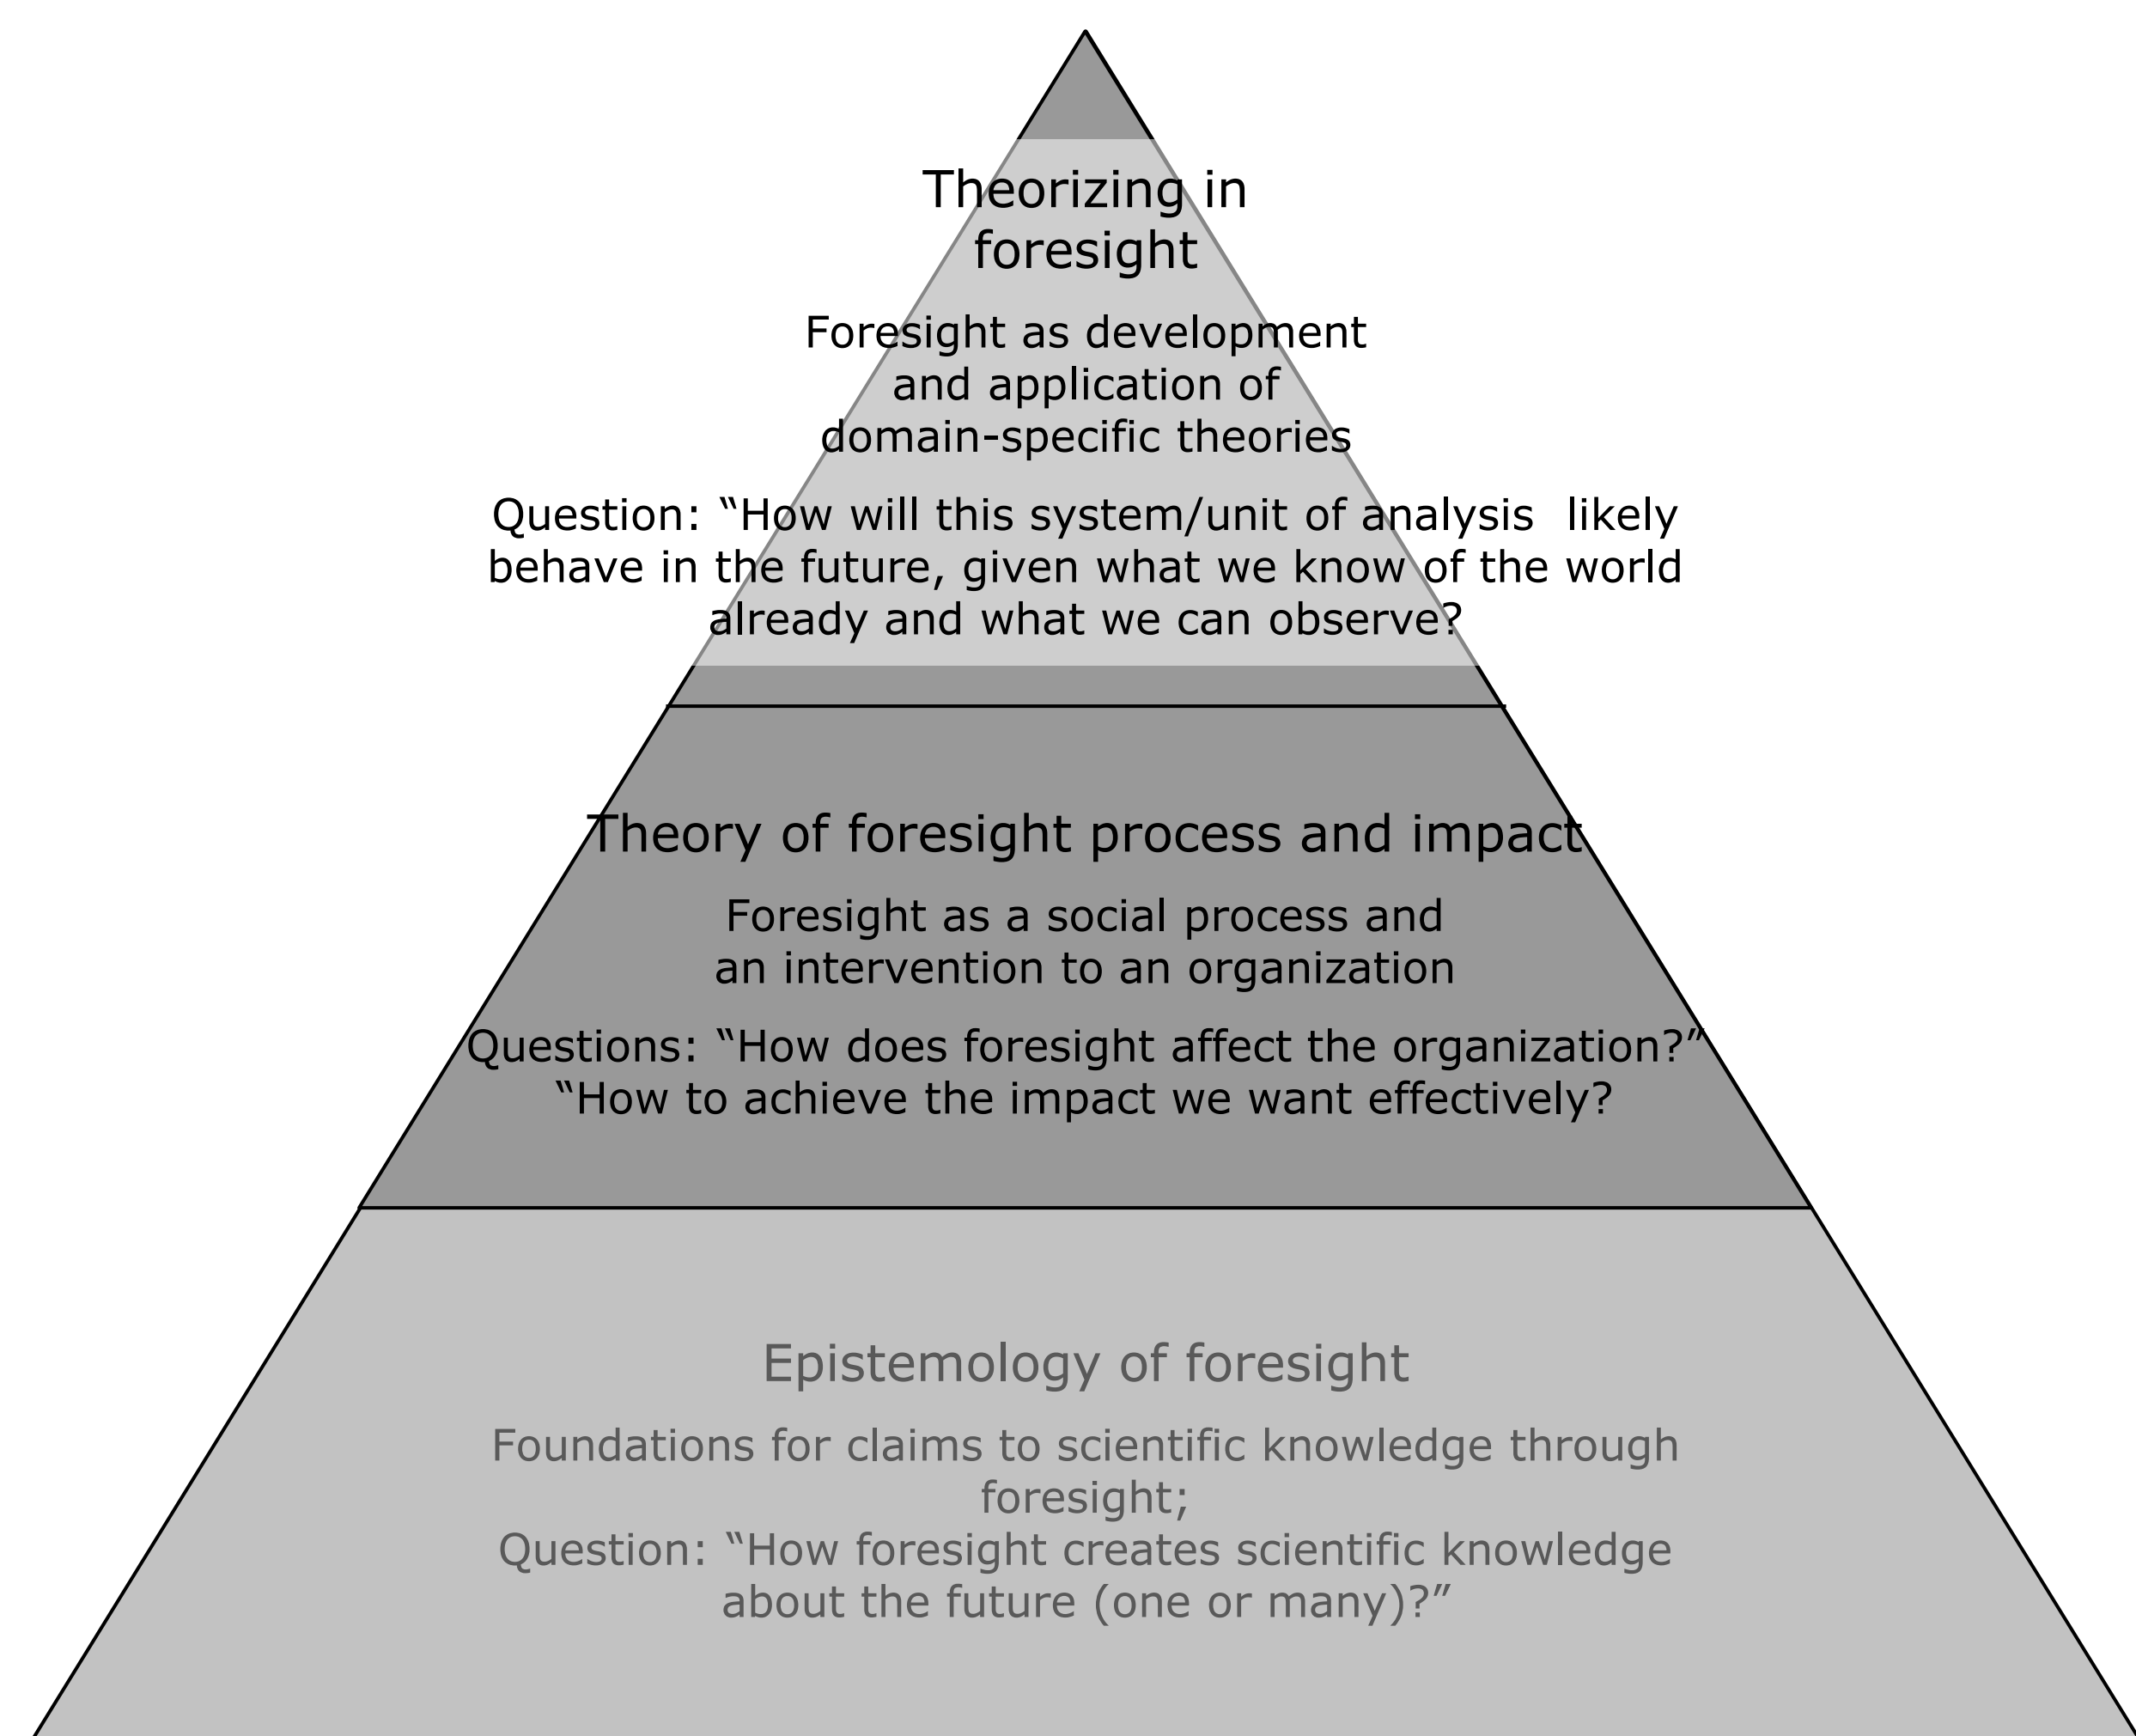 Theorizing in
foresight
Foresight as development
and application of
domain-specific theories
Question: “How will this system/unit of analysis  likely
behave in the future, given what we know of the world
already and what we can observe?
Theory of foresight process and impact
Foresight as a social process and
an intervention to an organization
Questions: “How does foresight affect the organization?”
“How to achieve the impact we want effectively?
Epistemology of foresight
Foundations for claims to scientific knowledge through
foresight;
Question: “How foresight creates scientific knowledge
about the future (one or many)?”